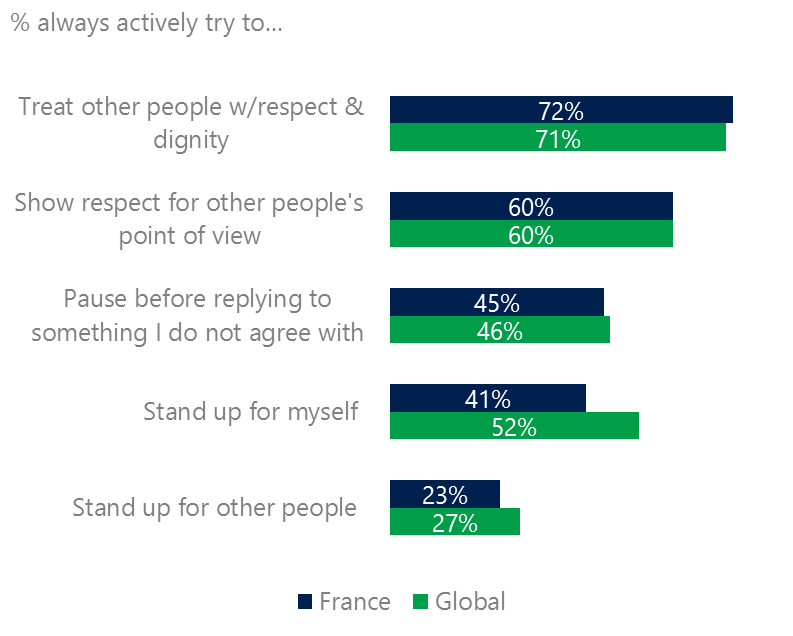 % always actively try to...
Treat other people w/respect &
dignity
72%
71%
Show respect for other people's
point of view
60%
60%
Pause before replying to
something I do not agree with
45%
46%
Stand up for myself
41%
52%
Stand up for other people
23%
27%
France
Global